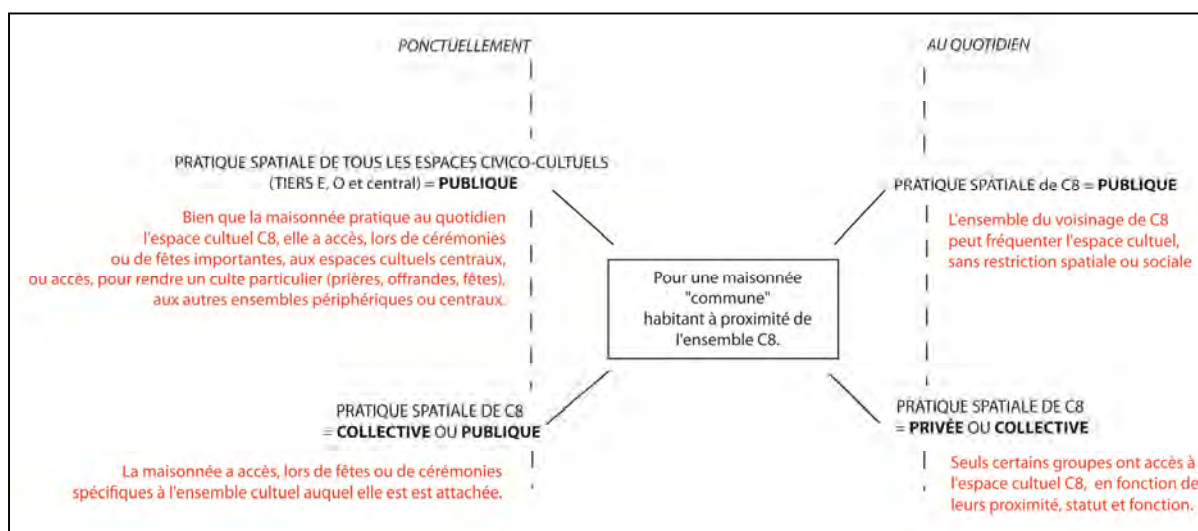 PONCTUELLEMENT
AU QUOTIDIEN
PRATIQUE SPATIALE DE TOUS LES ESPACES CIVICO-CULTUELS
(TIERS E, O et central) = PUBLIQUE
Bien que la maisonnée pratique au quotidien
l'espace cultuel C8, elle a accès, lors de cérémonies
ou de fêtes importantes, aux espaces cultuels centraux,
ou accès, pour rendre un culte particulier (prières, offrandes, fêtes),
aux autres ensembles périphériques ou centraux.
PRATIQUE SPATIALE de C8 = PUBLIQUE
L'ensemble du voisinage de C8
peut fréquenter l'espace cultuel,
sans restriction spatiale ou sociale
Pour une maisonnée
"commune"
habitant à proximité de
l'ensemble C8.
PRATIQUE SPATIALE DE C8
= COLLECTIVE OU PUBLIQUE
La maisonnée a accès, lors de fêtes ou de cérémonies
spécifiques à l'ensemble cultuel auquel elle est est attachée.
PRATIQUE SPATIALE DE C8
= PRIVÉE OU COLLECTIVE
Seuls certains groupes ont accès à
l'espace cultuel C8, en fonction de
leurs proximité, statut et fonction.